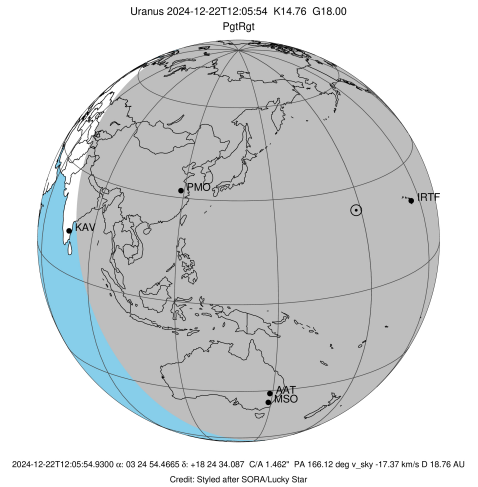 Uranus 2024-12-22T12:05:54 K14.76 G18.00
PgtRgt
PMO
IRTF
KAV
AAT
MSO
2024-12-22T12:05:54.9300 α: 03 24 54.4665 δ: +18 24 34.087 C/A 1.462" PA 166.12 deg v_sky -17.37 km/s D 18.76 AU
Credit: Styled after SORA/Lucky Star